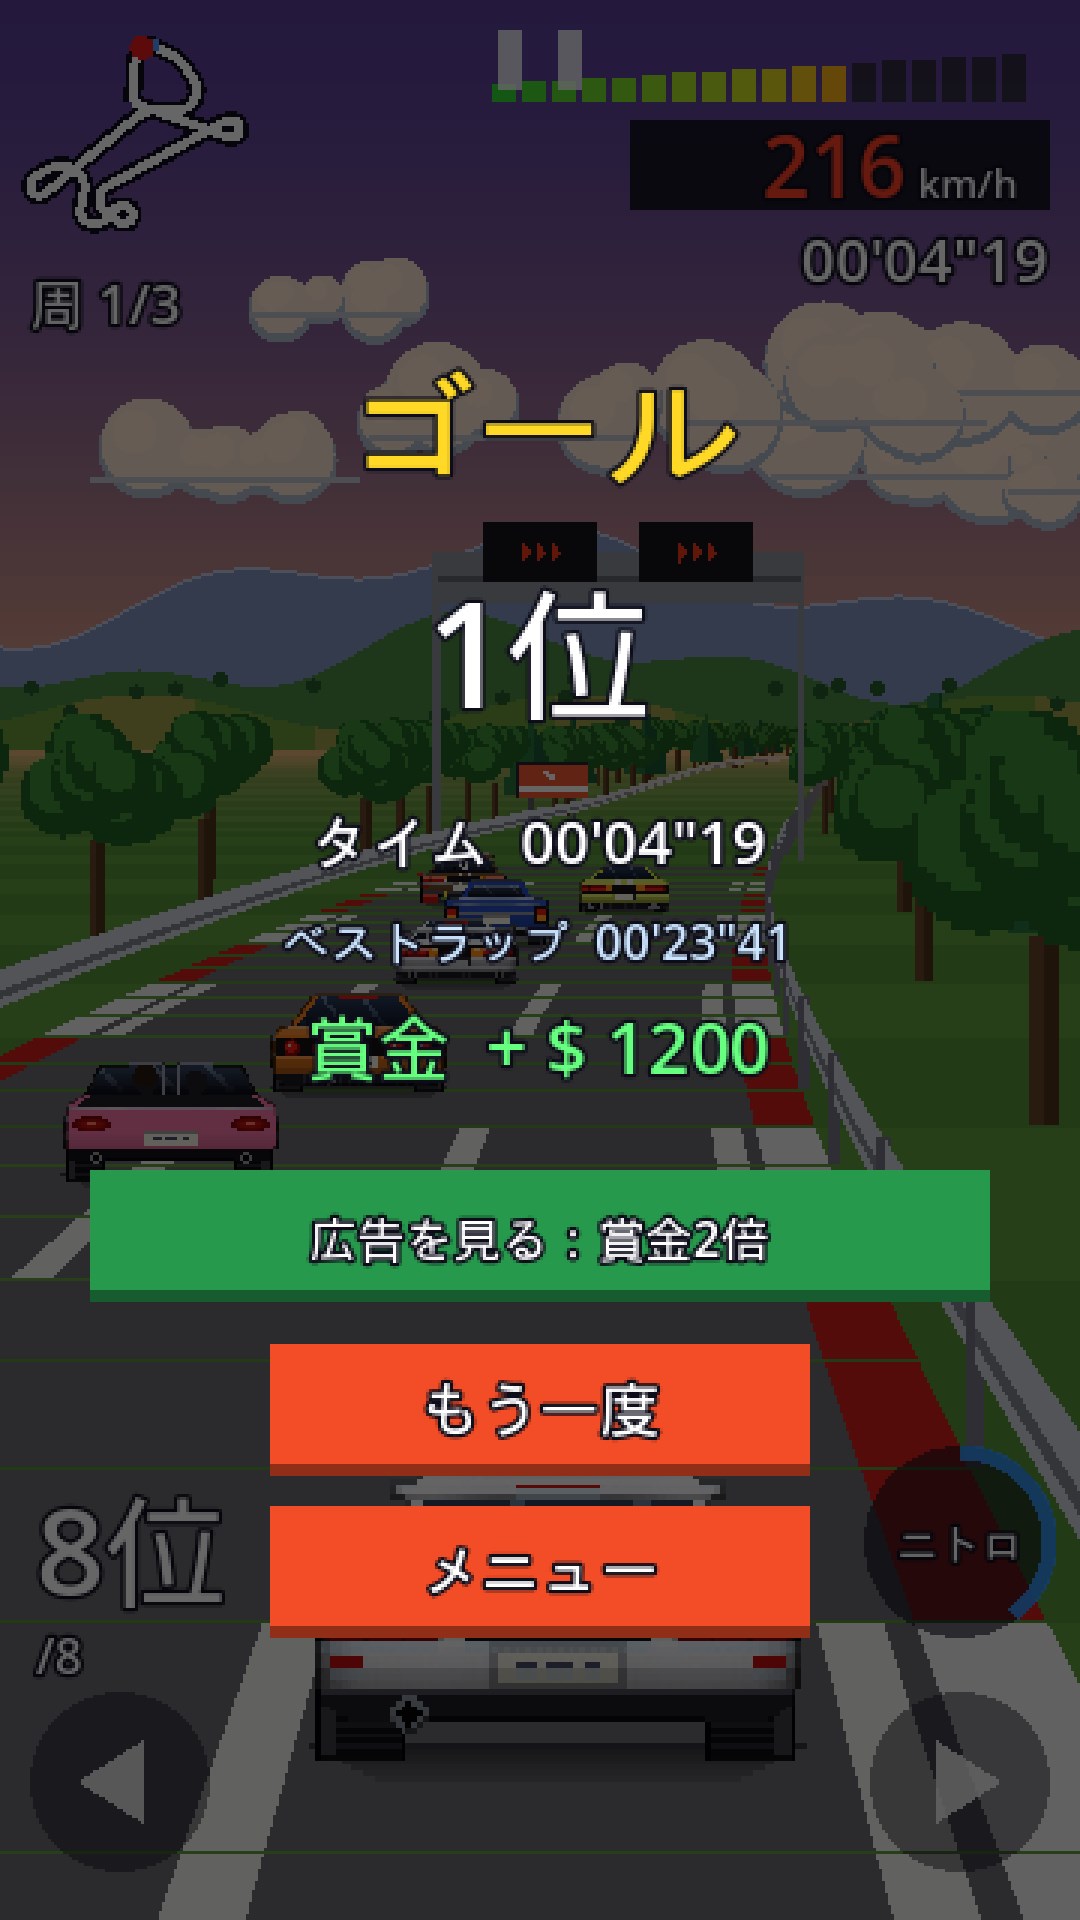 216 km/h
00'04"19
周 1/3
ゴール
1位
タイム 00'04"19
ベストラップ 00'23"41
賞金 + $ 1200
広告を見る：賞金2倍
もう一度
メニュー
8位
/8
ニトロ